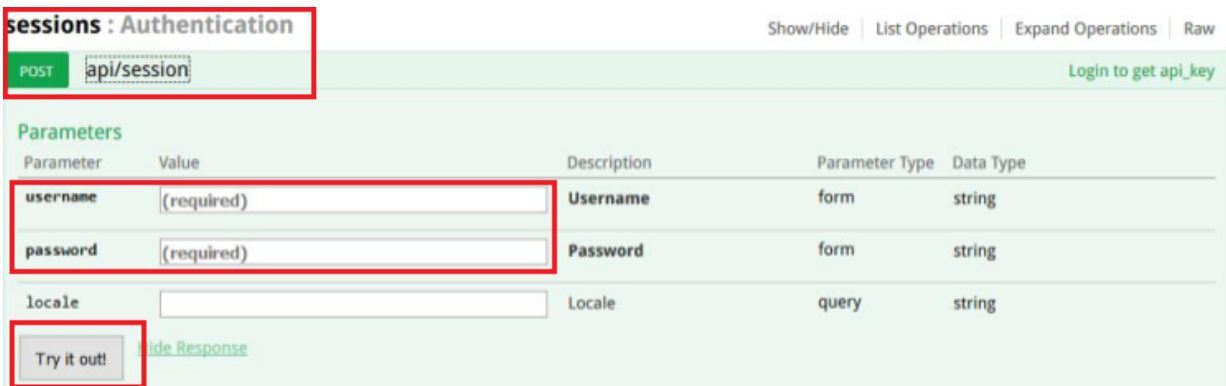 sessions : Authentication Show/Hide List Operations Expand Operations Raw
POST api/session Login to get api_key
Parameters
Parameter Value Description Parameter Type Data Type
username (required) Username form string
password (required) Password form string
locale Locale query string
Try it out! Hide Response